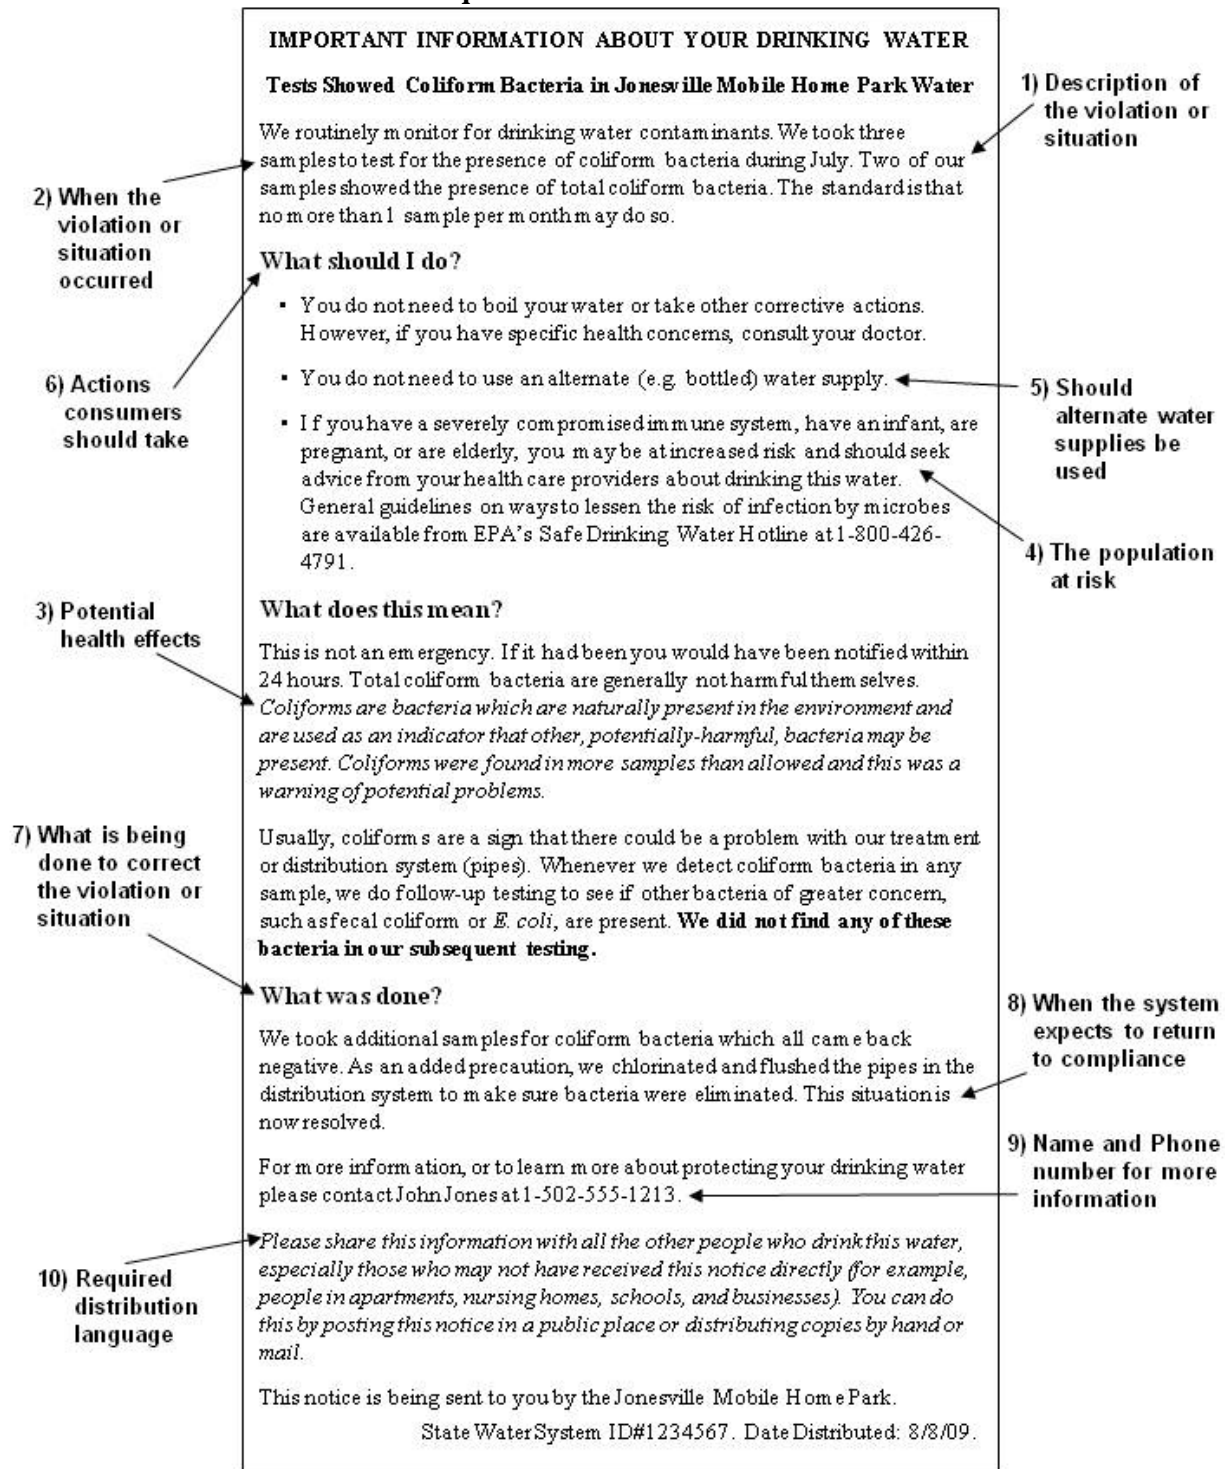 IMPORTANT INFORMATION ABOUT YOUR DRINKING WATER
Tests Showed Coliform Bacteria in Jonesville Mobile Home Park Water
We routinely monitor for drinking water contaminants. We took three
samples to test for the presence of coliform bacteria during July. Two of our
samples showed the presence of total coliform bacteria. The standard is that
no more than 1 sample per month may do so.
1) Description of
the violation or
situation
2) When the
violation or
situation
occurred
What should I do?
▪ You do not need to boil your water or take other corrective actions.
However, if you have specific health concerns, consult your doctor.
▪ You do not need to use an alternate (e.g. bottled) water supply.
▪ If you have a severely compromised immune system, have an infant, are
pregnant, or are elderly, you may be at increased risk and should seek
advice from your health care providers about drinking this water.
General guidelines on ways to lessen the risk of infection by microbes
are available from EPA's Safe Drinking Water Hotline at 1-800-426-
4791.
6) Actions
consumers
should take
5) Should
alternate water
supplies be
used
4) The population
at risk
What does this mean?
This is not an emergency. If it had been you would have been notified within
24 hours. Total coliform bacteria are generally not harmful themselves.
Coliforms are bacteria which are naturally present in the environment and
are used as an indicator that other, potentially-harmful, bacteria may be
present. Coliforms were found in more samples than allowed and this was a
warning of potential problems.
3) Potential
health effects
Usually, coliforms are a sign that there could be a problem with our treatment
or distribution system (pipes). Whenever we detect coliform bacteria in any
sample, we do follow-up testing to see if other bacteria of greater concern,
such as fecal coliform or E. coli, are present. We did not find any of these
bacteria in our subsequent testing.
7) What is being
done to correct
the violation or
situation
What was done?
We took additional samples for coliform bacteria which all came back
negative. As an added precaution, we chlorinated and flushed the pipes in the
distribution system to make sure bacteria were eliminated. This situation is
now resolved.
8) When the system
expects to return
to compliance
For more information, or to learn more about protecting your drinking water
please contact John Jones at 1-502-555-1213.
9) Name and Phone
number for more
information
Please share this information with all the other people who drink this water,
especially those who may not have received this notice directly (for example,
people in apartments, nursing homes, schools, and businesses). You can do
this by posting this notice in a public place or distributing copies by hand or
mail.
10) Required
distribution
language
This notice is being sent to you by the Jonesville Mobile Home Park.
State Water System ID#1234567. Date Distributed: 8/8/09.